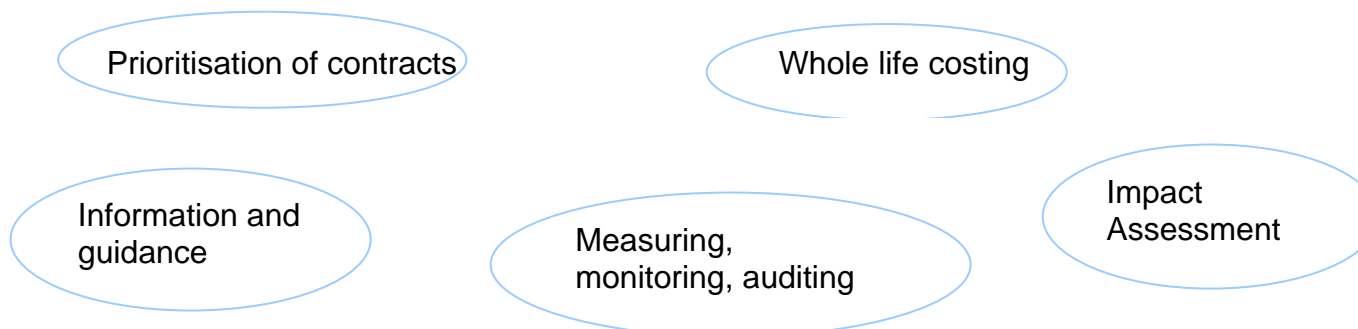 Prioritisation of contracts
Whole life costing
Information and
guidance
Measuring,
monitoring, auditing
Impact
Assessment